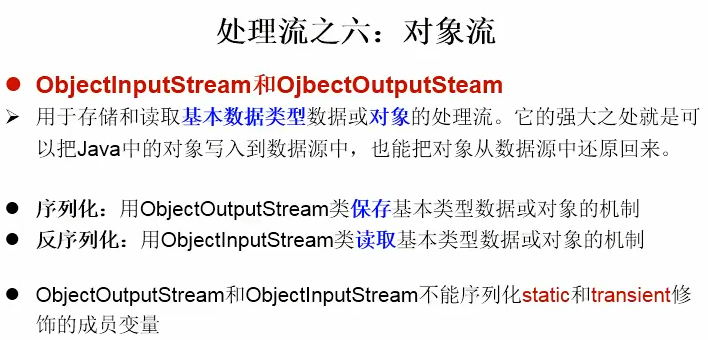 处理流之六：对象流
● ObjectInputStream和OjbectOutputSteam
➢ 用于存储和读取基本数据类型数据或对象的处理流。它的强大之处就是可
以把Java中的对象写入到数据源中，也能把对象从数据源中还原回来。
● 序列化：用ObjectOutputStream类保存基本类型数据或对象的机制
● 反序列化：用ObjectInputStream类读取基本类型数据或对象的机制
● ObjectOutputStream和ObjectInputStream不能序列化static和transient修
饰的成员变量